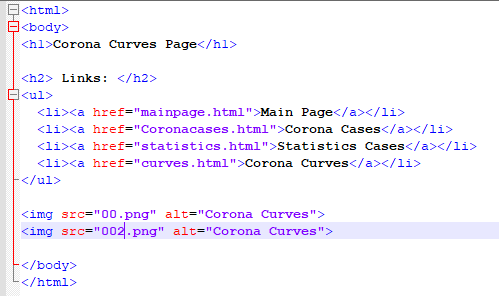 <html>
<body>
<h1>Corona Curves Page</h1>
<h2> Links: </h2>
<ul>
<li><a href="mainpage.html">Main Page</a></li>
<li><a href="Coronacases.html">Corona Cases</a></li>
<li><a href="statistics.html">Statistics Cases</a></li>
<li><a href="curves.html">Corona Curves</a></li>
</ul>
<img src="00.png" alt="Corona Curves">
<img src="002.png" alt="Corona Curves">
</body>
</html>